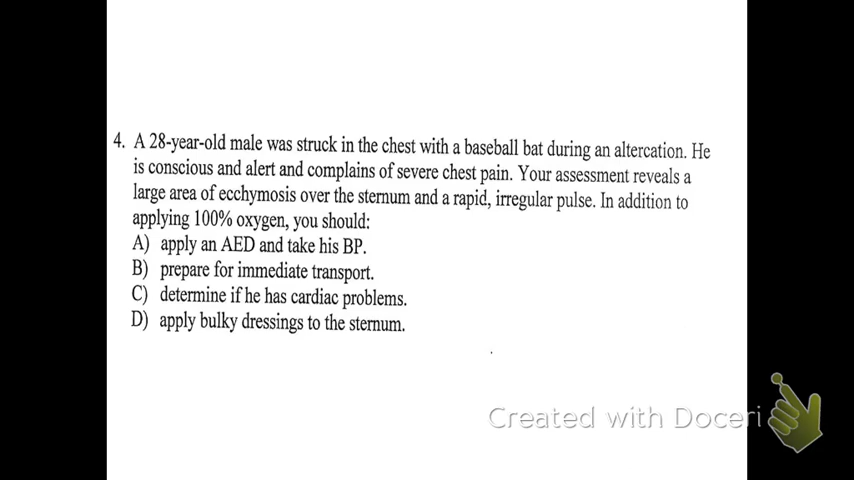 4. A 28-year-old male was struck in the chest with a baseball bat during an altercation. He
is conscious and alert and complains of severe chest pain. Your assessment reveals a
large area of ecchymosis over the sternum and a rapid, irregular pulse. In addition to
applying 100% oxygen, you should:
A) apply an AED and take his BP.
B) prepare for immediate transport.
C) determine if he has cardiac problems.
D) apply bulky dressings to the sternum.
Created with Doceri